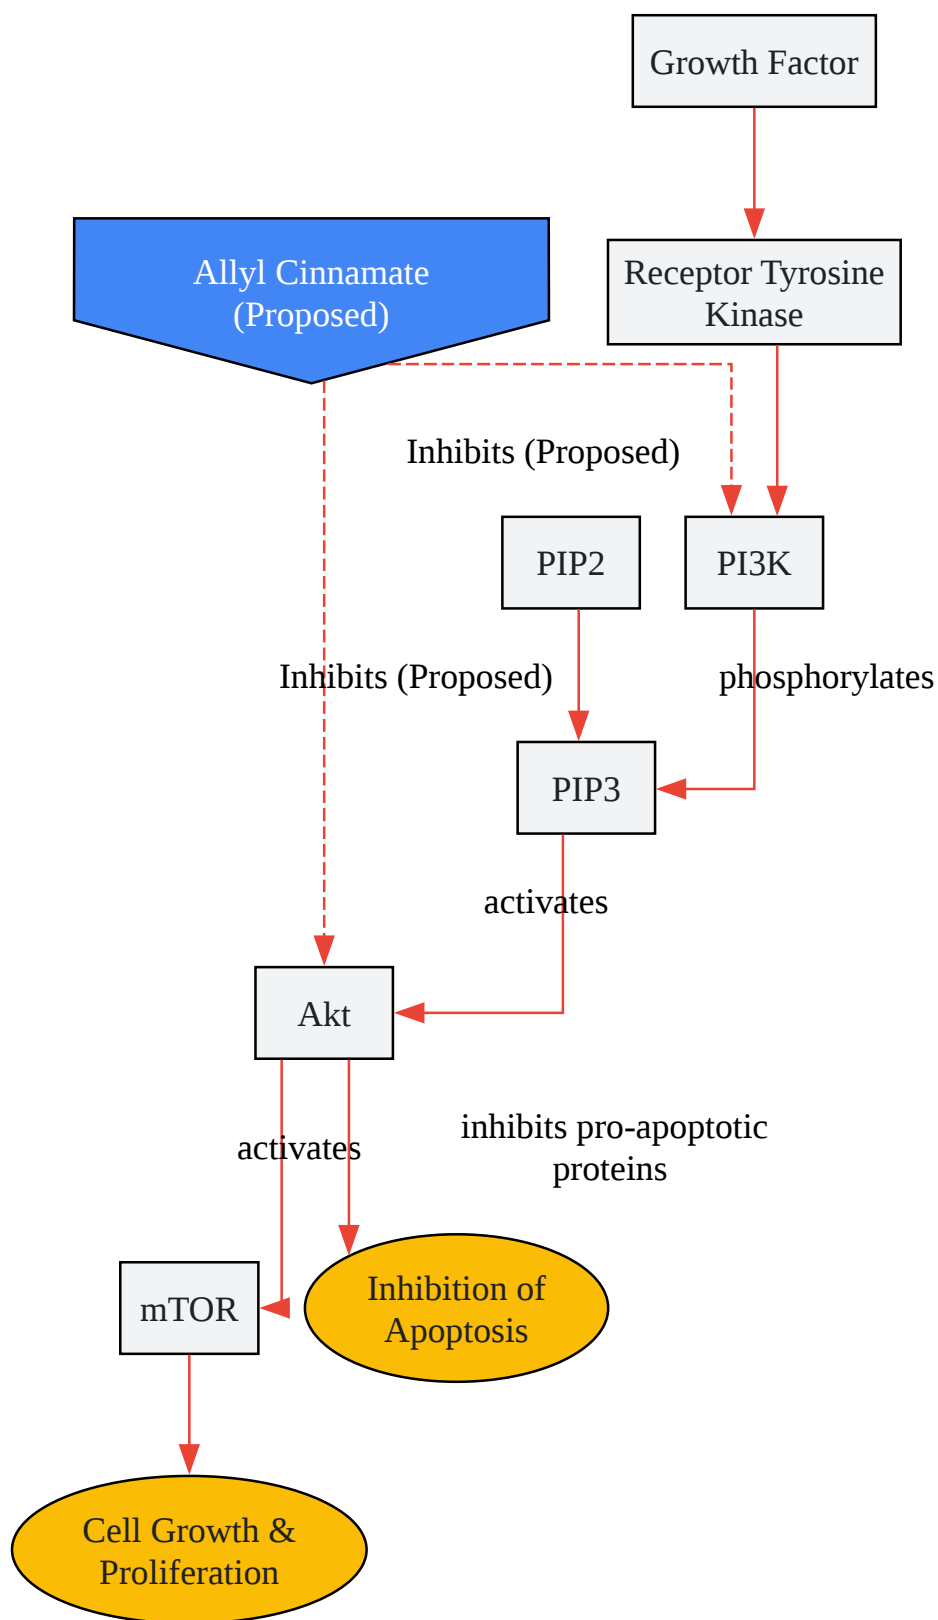 Growth Factor
Allyl Cinnamate
(Proposed)
Receptor Tyrosine
Kinase
Inhibits (Proposed)
PIP2
PI3K
Inhibits (Proposed)
phosphorylates
PIP3
activates
Akt
activates
inhibits pro-apoptotic
proteins
mTOR
Inhibition of
Apoptosis
Cell Growth &
Proliferation